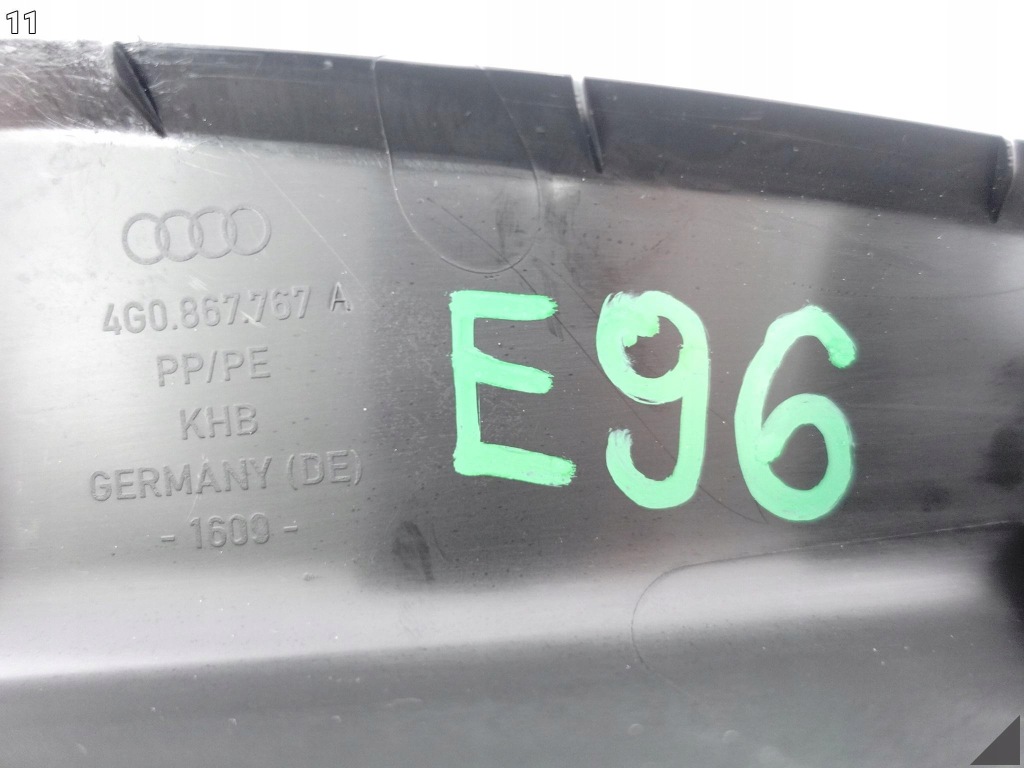 11
4G0.867.767 A
PP/PE
KHB
GERMANY (DE)
- 1609 -
E96